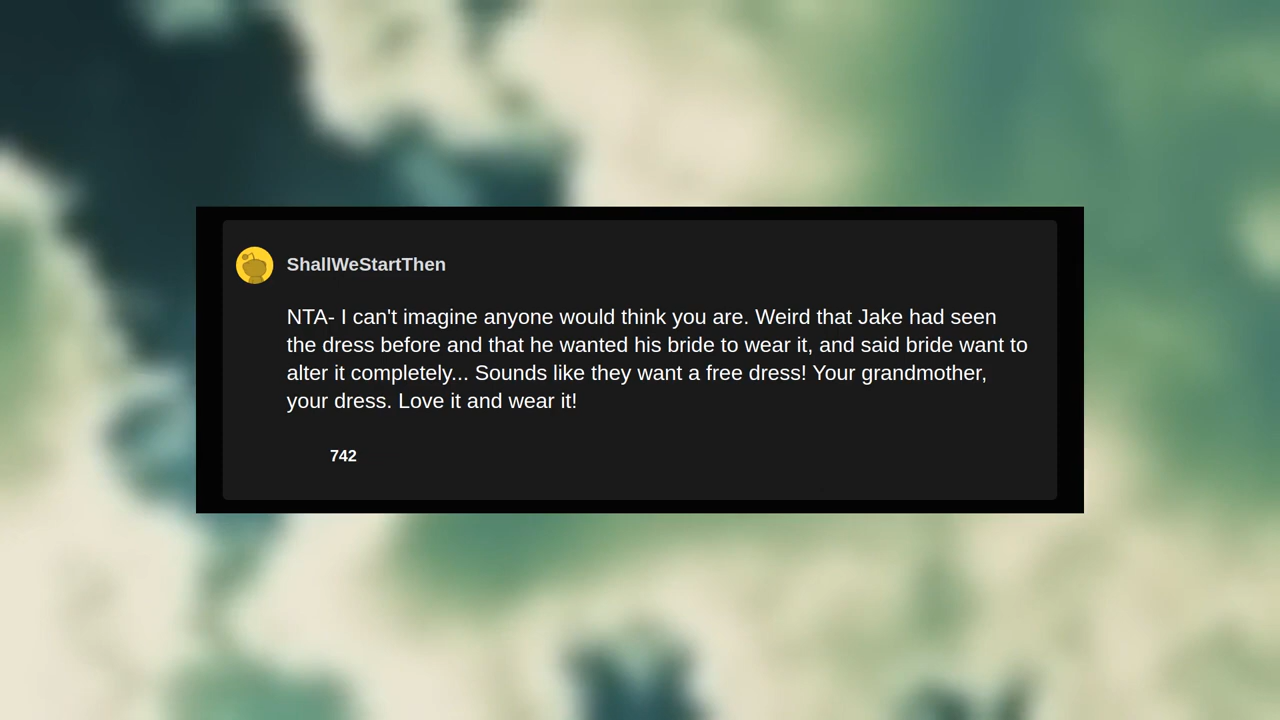 ShallWeStartThen
NTA- I can't imagine anyone would think you are. Weird that Jake had seen
the dress before and that he wanted his bride to wear it, and said bride want to
alter it completely... Sounds like they want a free dress! Your grandmother,
your dress. Love it and wear it!
742